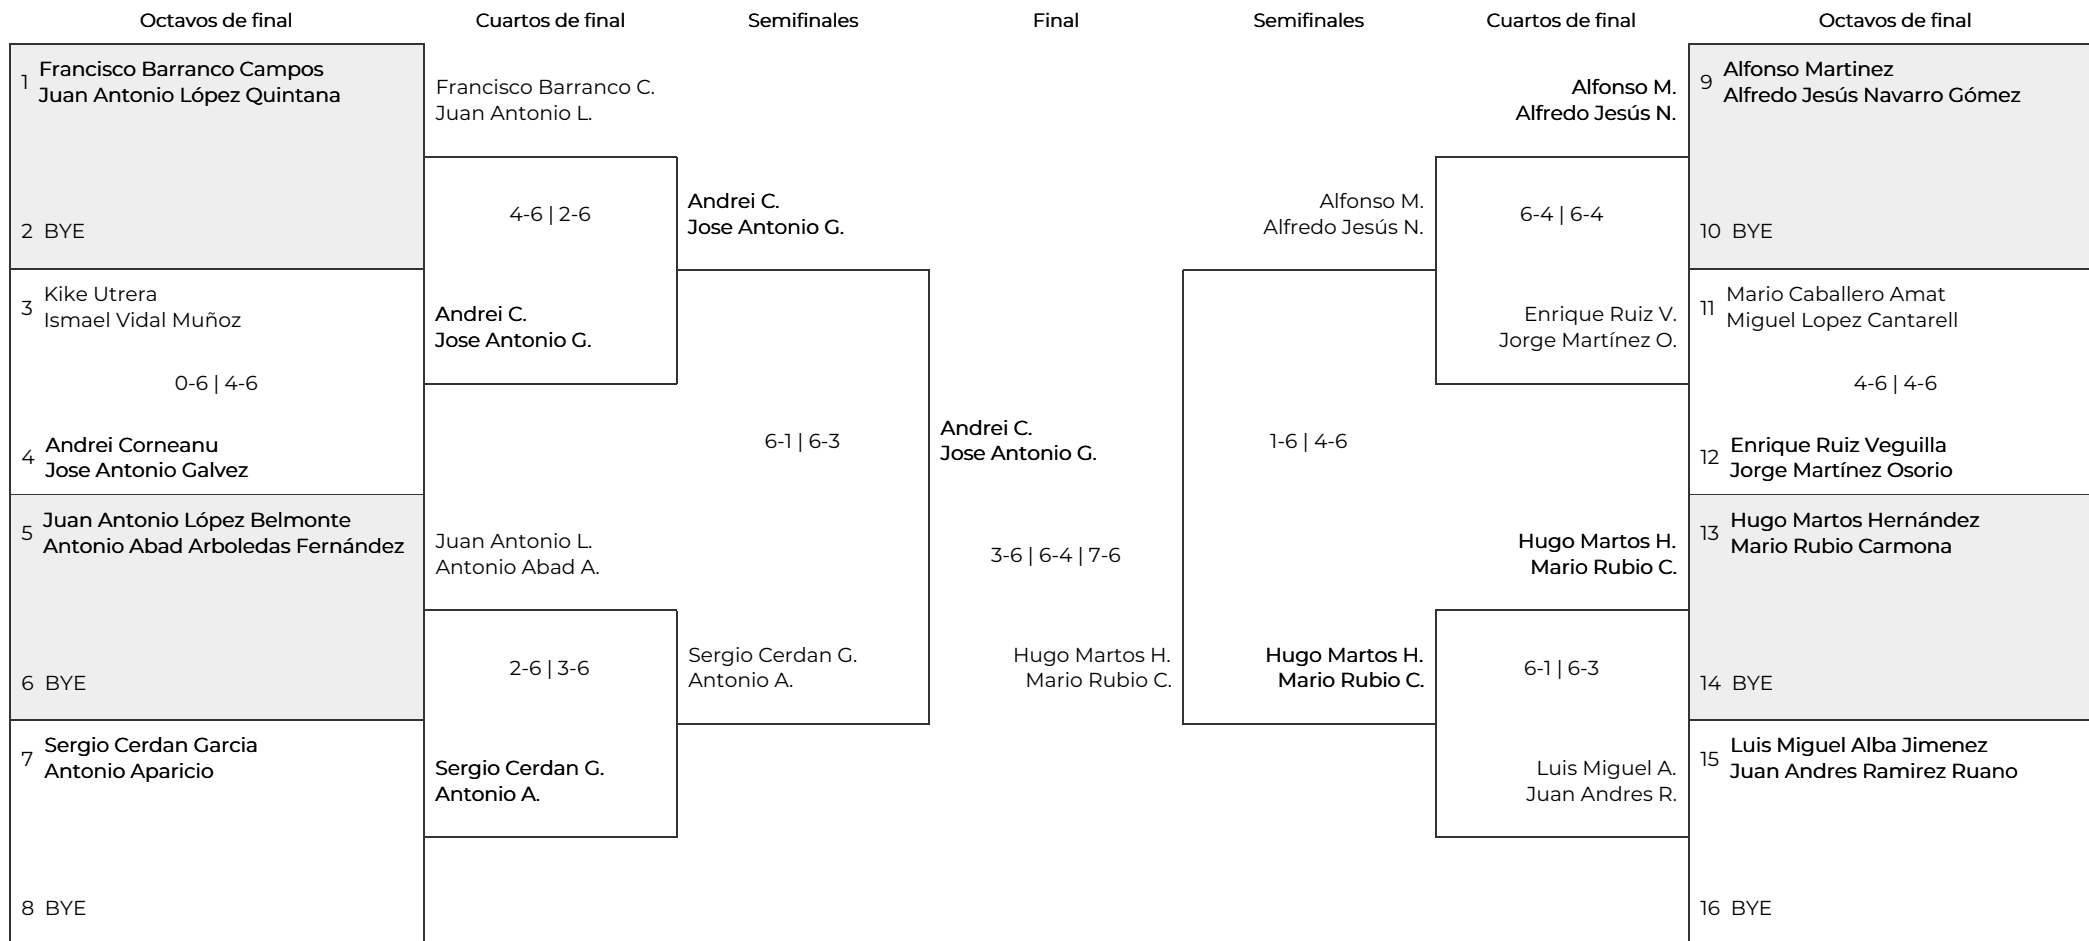 Octavos de final
Cuartos de final
Semifinales
Final
Semifinales
Cuartos de final
Octavos de final
1 Francisco Barranco Campos
Juan Antonio López Quintana
2 BYE
3 Kike Utrera
Ismael Vidal Muñoz
0-6 | 4-6
4 Andrei Corneanu
Jose Antonio Galvez
5 Juan Antonio López Belmonte
Antonio Abad Arboledas Fernández
6 BYE
7 Sergio Cerdan Garcia
Antonio Aparicio
8 BYE
Francisco Barranco C.
Juan Antonio L.
4-6 | 2-6
Andrei C.
Jose Antonio G.
Juan Antonio L.
Antonio Abad A.
2-6 | 3-6
Sergio Cerdan G.
Antonio A.
Andrei C.
Jose Antonio G.
6-1 | 6-3
Sergio Cerdan G.
Antonio A.
Andrei C.
Jose Antonio G.
3-6 | 6-4 | 7-6
Hugo Martos H.
Mario Rubio C.
Alfonso M.
Alfredo Jesús N.
1-6 | 4-6
Hugo Martos H.
Mario Rubio C.
Alfonso M.
Alfredo Jesús N.
6-4 | 6-4
Enrique Ruiz V.
Jorge Martínez O.
Hugo Martos H.
Mario Rubio C.
6-1 | 6-3
Luis Miguel A.
Juan Andres R.
9 Alfonso Martinez
Alfredo Jesús Navarro Gómez
10 BYE
11 Mario Caballero Amat
Miguel Lopez Cantarell
4-6 | 4-6
12 Enrique Ruiz Veguilla
Jorge Martínez Osorio
13 Hugo Martos Hernández
Mario Rubio Carmona
14 BYE
15 Luis Miguel Alba Jimenez
Juan Andres Ramirez Ruano
16 BYE